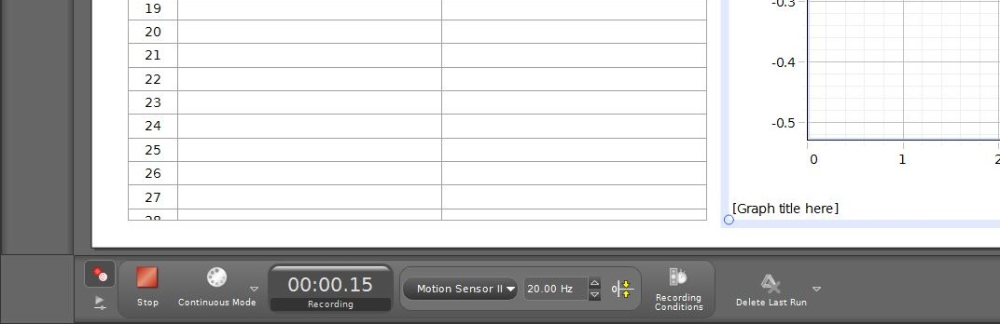 19
20
21
22
23
24
25
26
27
28
-0.3
-0.4
-0.5
0 1 2
[Graph title here]
Stop
Continuous Mode
00:00.15
Recording
Motion Sensor II
20.00 Hz
0
Recording
Conditions
Delete Last Run